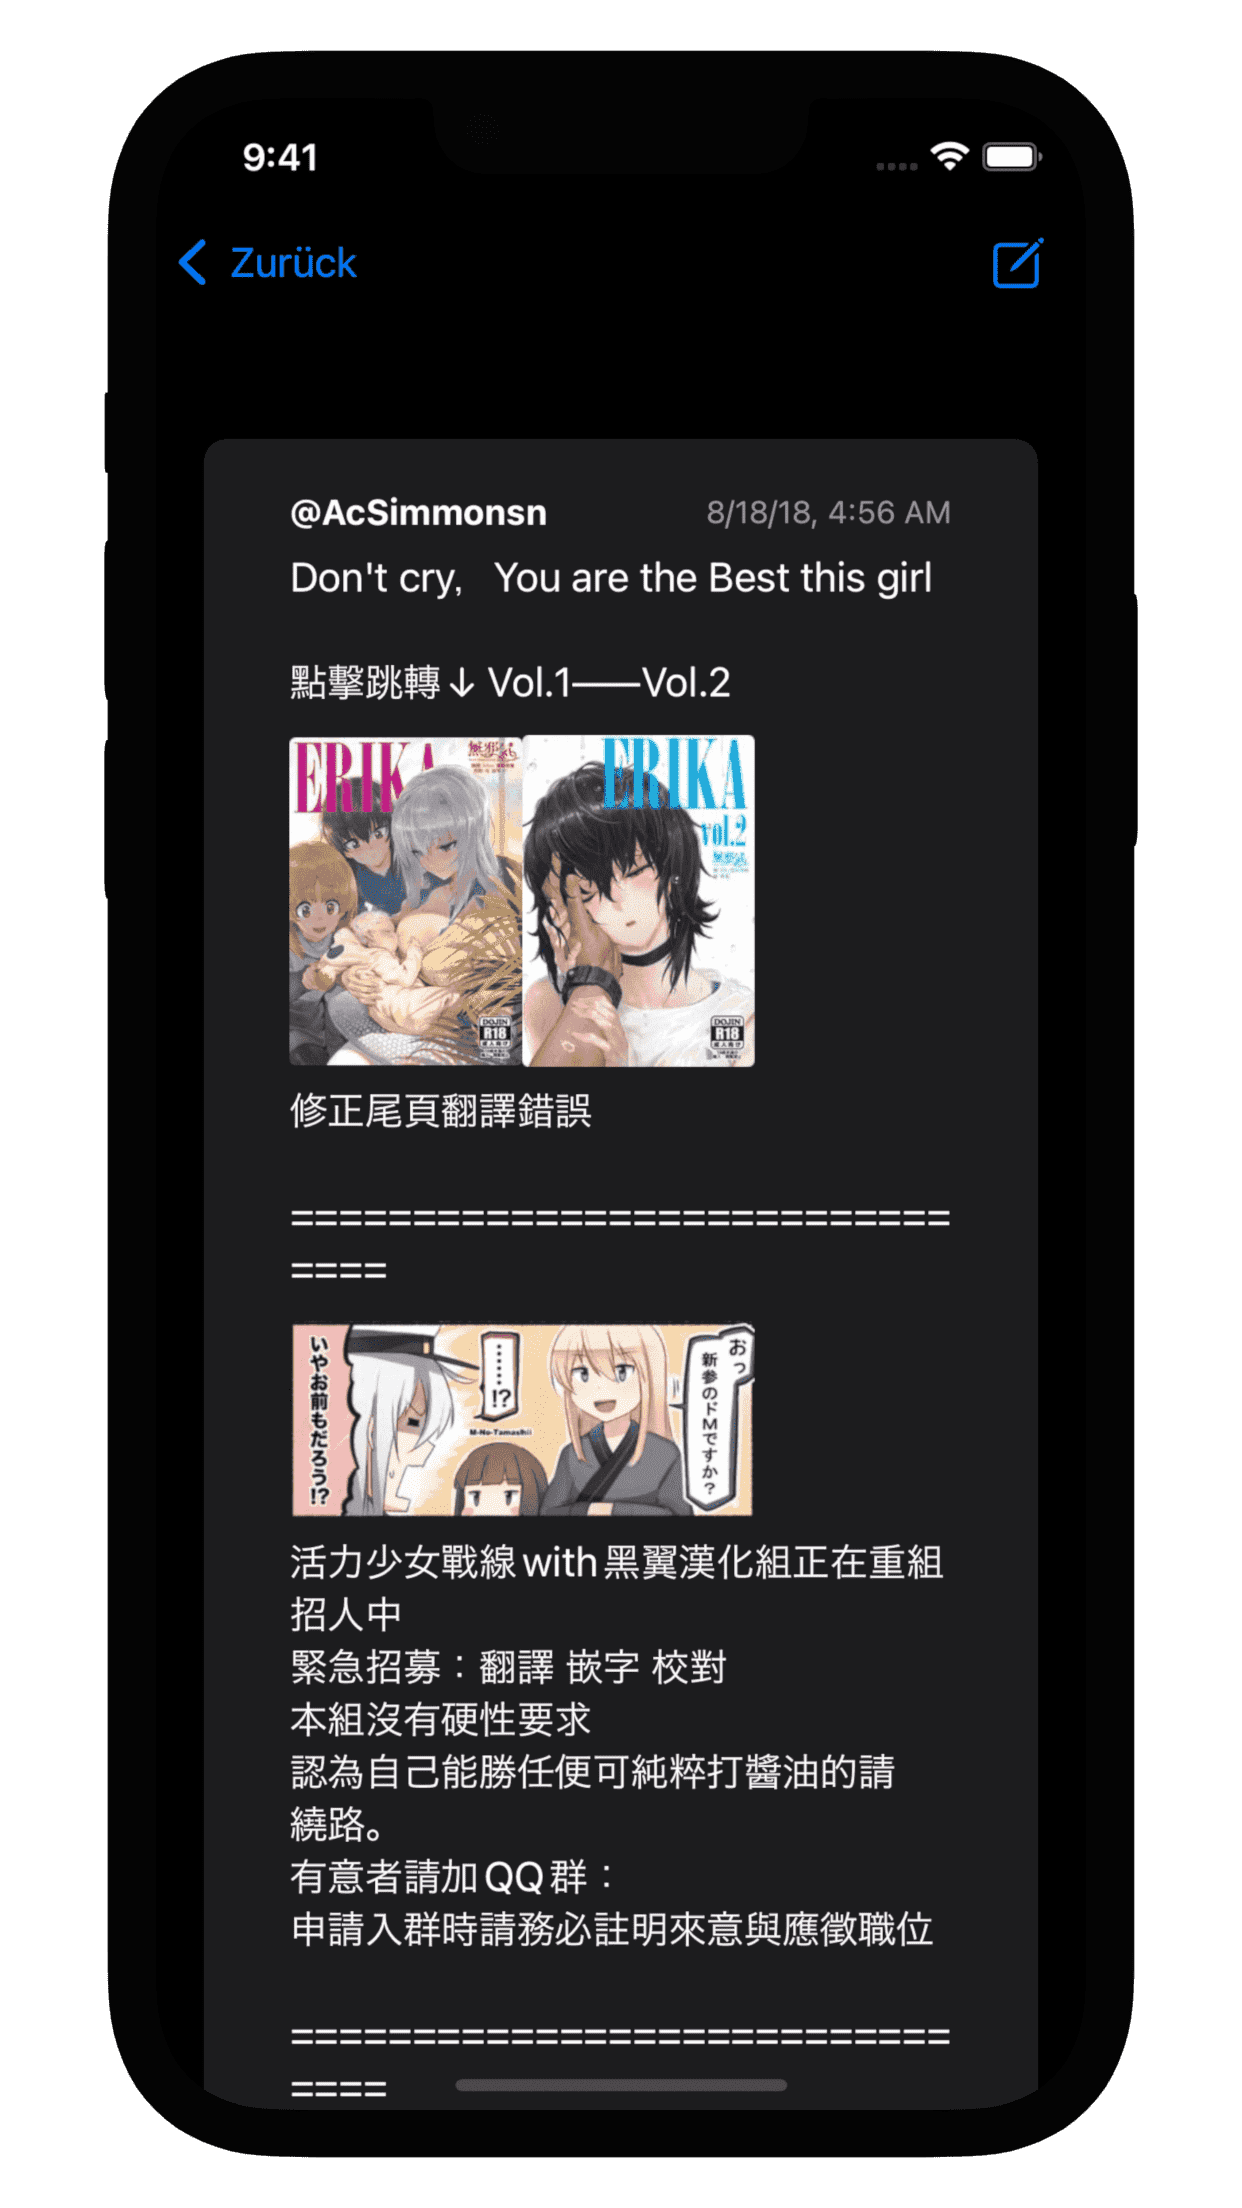 9:41
Zurück
@AcSimmonsn 8/18/18, 4:56 AM
Don't cy, You are the Best this girl
點擊跳轉↓ Vol.1——Vol.2
ERIKA
ERIKA
vol.2
DOJIN
R18
DOJIN
R18
修正尾頁翻譯錯誤
===========================
====
おっ
新参のドMですか？
……!?
M-No-Tamashii
いやお前もだろう!?
活力少女戰線with黑翼漢化組正在重組
招人中
緊急招募：翻譯 嵌字 校對
本組沒有硬性要求
認為自己能勝任便可純粹打醬油的請
繞路。
有意者請加QQ群：
申請入群時請務必註明來意與應徵職位
===========================
====